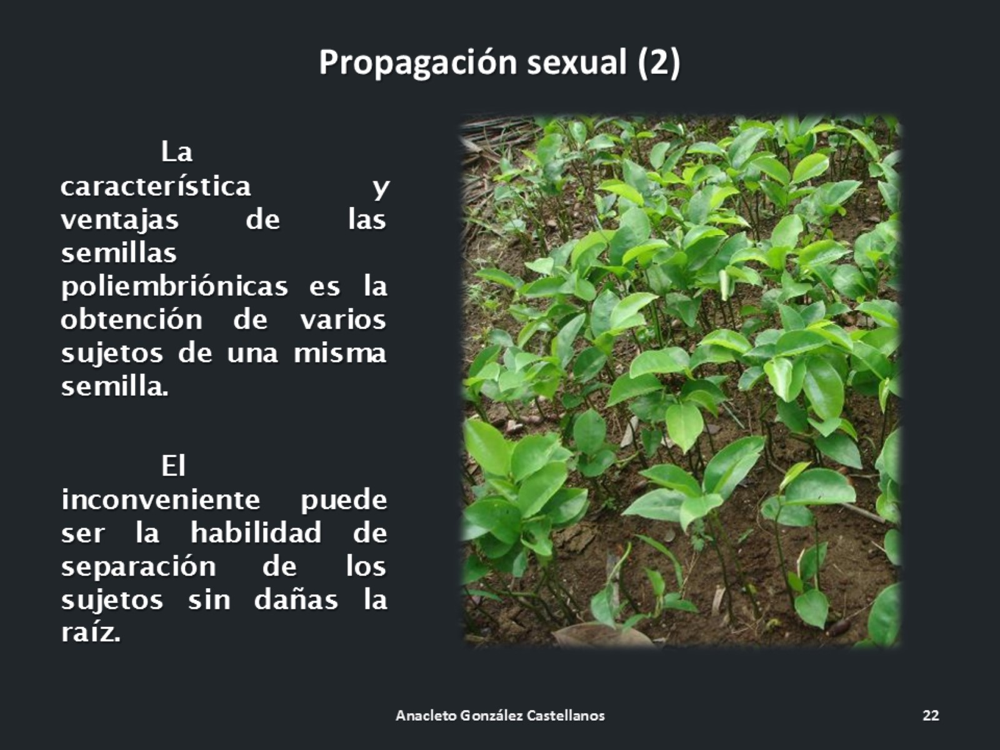 Propagación sexual (2)
La
característica y
ventajas de las
semillas
poliembriónicas es la
obtención de varios
sujetos de una misma
semilla.
El
inconveniente puede
ser la habilidad de
separación de los
sujetos sin dañas la
raíz.
Anacleto González Castellanos
22